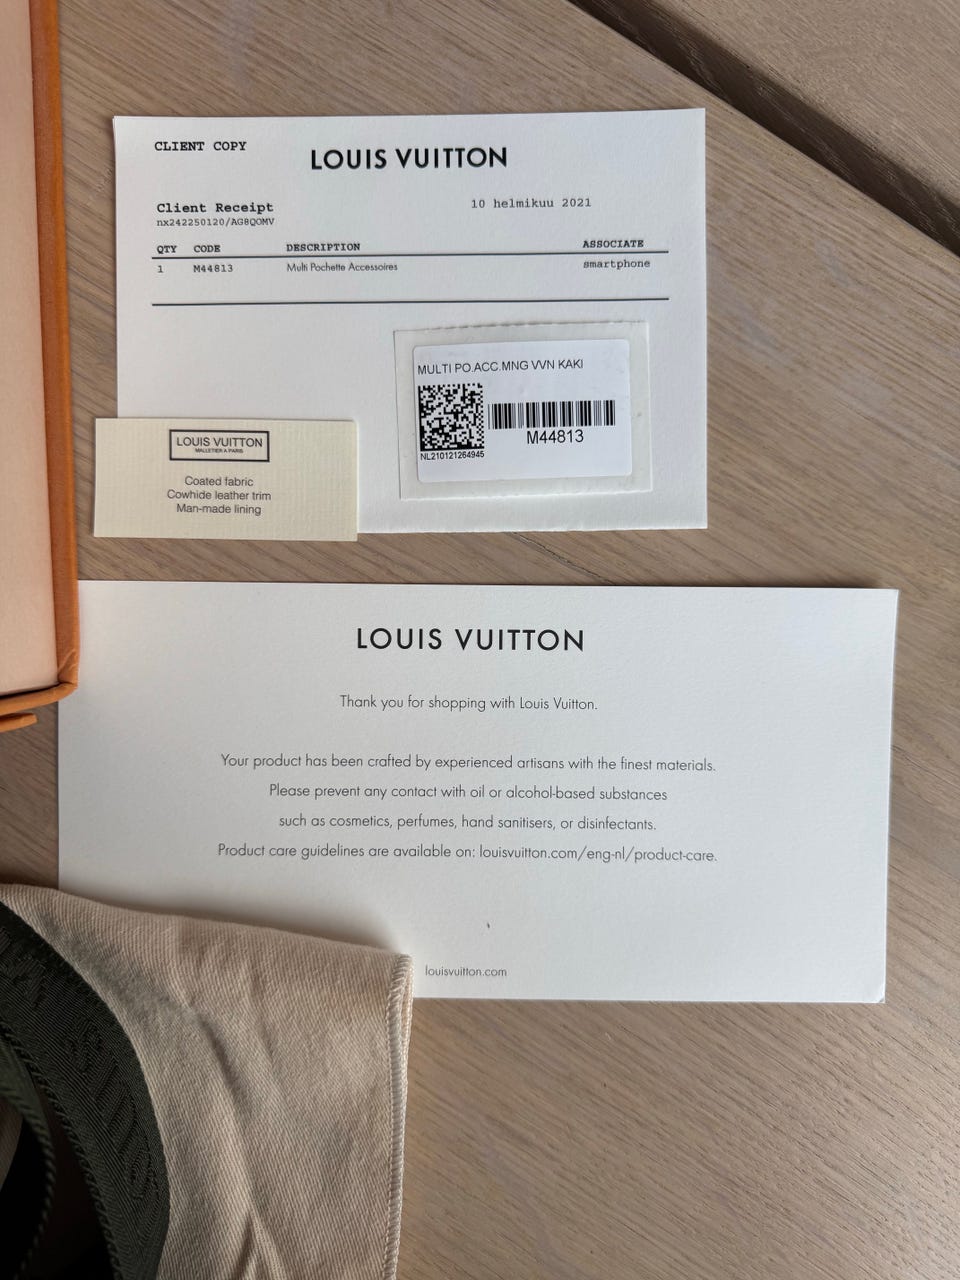 CLIENT COPY
LOUIS VUITTON
Client Receipt
10 helmikuu 2021
nx242250120/AG8QOMV
QTY CODE DESCRIPTION ASSOCIATE
1 M44813 Multi Pochette Accessoires smartphone
MULTI PO.ACC.MNG VVN KAKI
M44813
NL210121264945
LOUIS VUITTON
MALLETIER A PARIS
Coated fabric
Cowhide leather trim
Man-made lining
LOUIS VUITTON
Thank you for shopping with Louis Vuitton.
Your product has been crafted by experienced artisans with the finest materials.
Please prevent any contact with oil or alcohol-based substances
such as cosmetics, perfumes, hand sanitisers, or disinfectants.
Product care guidelines are available on: louisvuitton.com/eng-nl/product-care.
louisvuitton.com